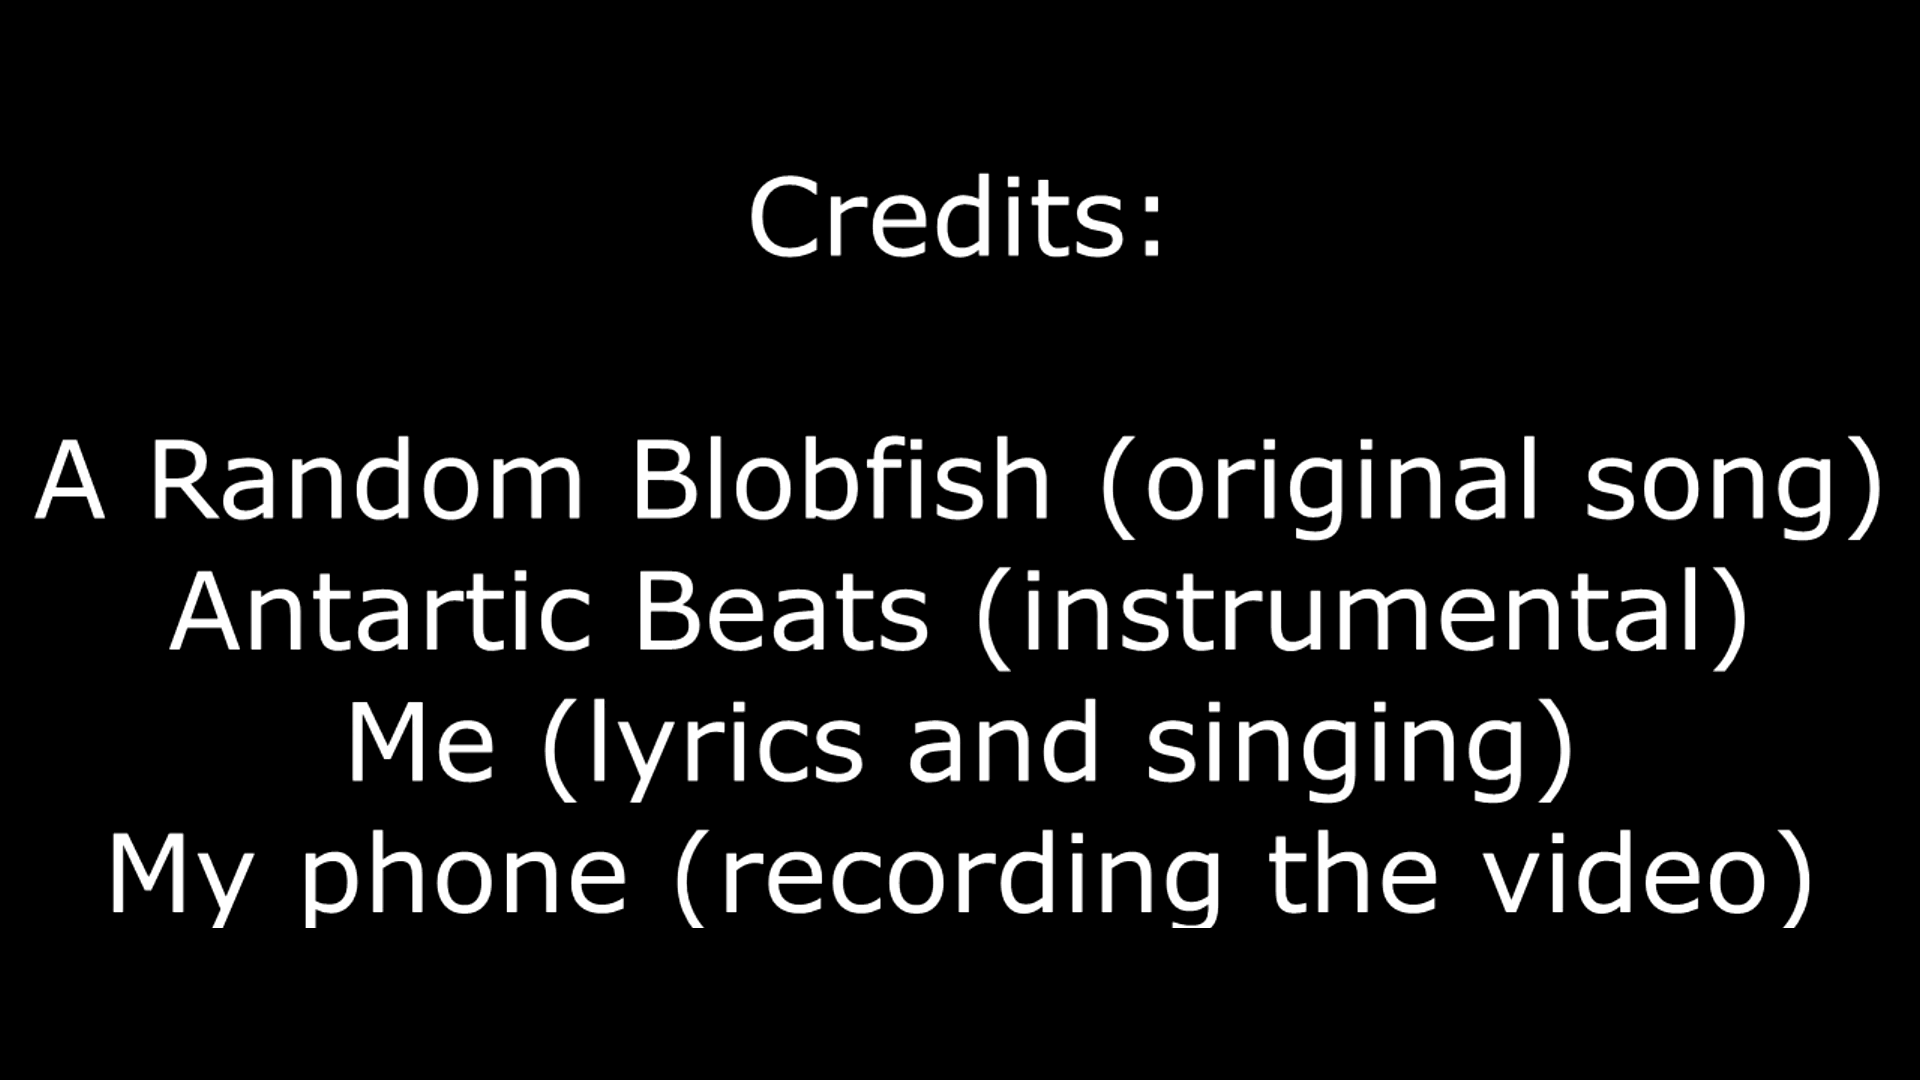 Credits:
A Random Blobfish (original song)
Antartic Beats (instrumental)
Me (lyrics and singing)
My phone (recording the video)